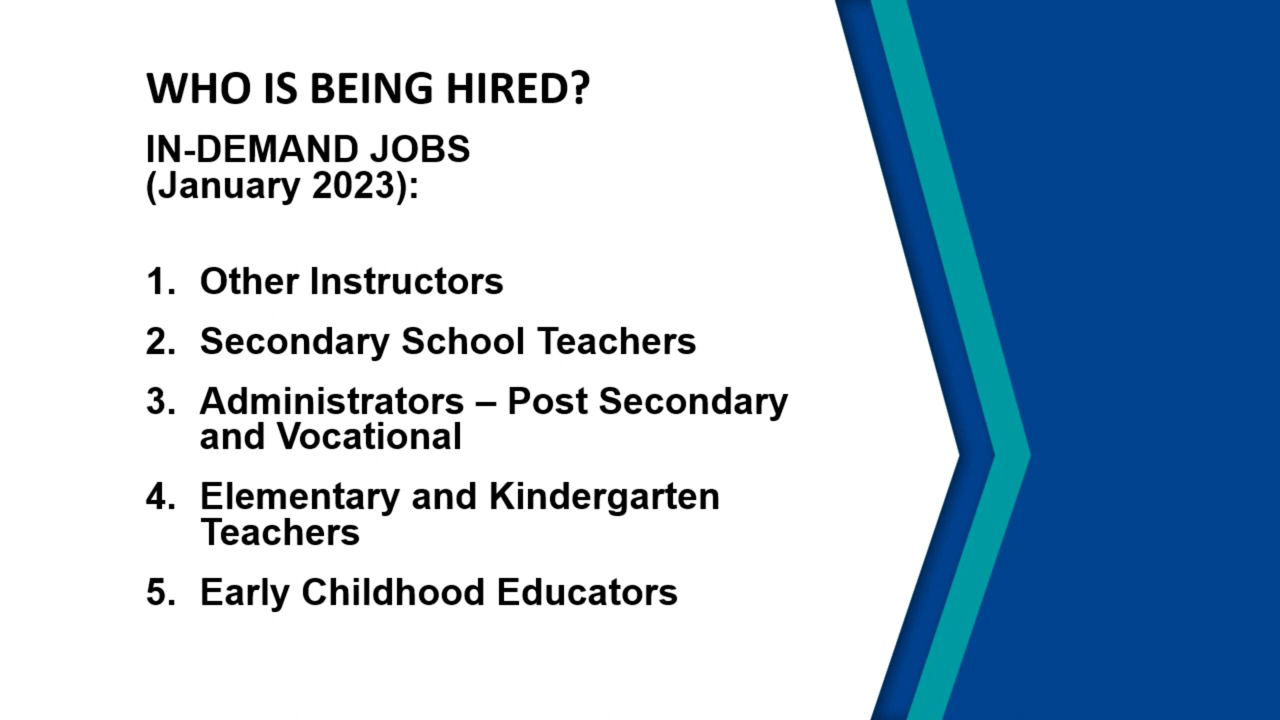 WHO IS BEING HIRED?
IN-DEMAND JOBS
(January 2023):
1. Other Instructors
2. Secondary School Teachers
3. Administrators – Post Secondary
and Vocational
4. Elementary and Kindergarten
Teachers
5. Early Childhood Educators